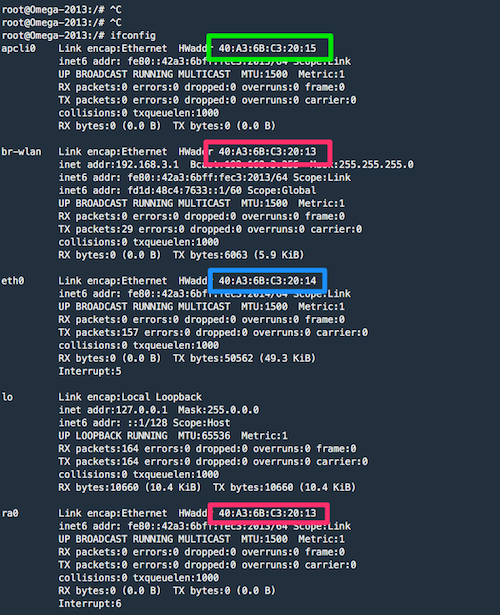 root@Omega-2013:/# ^C
root@Omega-2013:/# ^C
root@Omega-2013:/# ifconfig
apcli0 Link encap:Ethernet HWaddr 40:A3:6B:C3:20:15
inet6 addr: fe80::42a3:6bff:fec3:2015/64 Scope:Link
UP BROADCAST RUNNING MULTICAST MTU:1500 Metric:1
RX packets:0 errors:0 dropped:0 overruns:0 frame:0
TX packets:0 errors:0 dropped:0 overruns:0 carrier:0
collisions:0 txqueuelen:1000
RX bytes:0 (0.0 B) TX bytes:0 (0.0 B)
br-wlan Link encap:Ethernet HWaddr 40:A3:6B:C3:20:13
inet addr:192.168.3.1 Bcast:192.168.3.255 Mask:255.255.255.0
inet6 addr: fe80::42a3:6bff:fec3:2013/64 Scope:Link
inet6 addr: fd1d:48c4:7633::1/60 Scope:Global
UP BROADCAST RUNNING MULTICAST MTU:1500 Metric:1
RX packets:0 errors:0 dropped:0 overruns:0 frame:0
TX packets:29 errors:0 dropped:0 overruns:0 carrier:0
collisions:0 txqueuelen:1000
RX bytes:0 (0.0 B) TX bytes:6063 (5.9 KiB)
eth0 Link encap:Ethernet HWaddr 40:A3:6B:C3:20:14
inet6 addr: fe80::42a3:6bff:fec3:2014/64 Scope:Link
UP BROADCAST RUNNING MULTICAST MTU:1500 Metric:1
RX packets:0 errors:0 dropped:0 overruns:0 frame:0
TX packets:157 errors:0 dropped:0 overruns:0 carrier:0
collisions:0 txqueuelen:1000
RX bytes:0 (0.0 B) TX bytes:50562 (49.3 KiB)
Interrupt:5
lo Link encap:Local Loopback
inet addr:127.0.0.1 Mask:255.0.0.0
inet6 addr: ::1/128 Scope:Host
UP LOOPBACK RUNNING MTU:65536 Metric:1
RX packets:164 errors:0 dropped:0 overruns:0 frame:0
TX packets:164 errors:0 dropped:0 overruns:0 carrier:0
collisions:0 txqueuelen:1000
RX bytes:10660 (10.4 KiB) TX bytes:10660 (10.4 KiB)
ra0 Link encap:Ethernet HWaddr 40:A3:6B:C3:20:13
inet6 addr: fe80::42a3:6bff:fec3:2013/64 Scope:Link
UP BROADCAST RUNNING MULTICAST MTU:1500 Metric:1
RX packets:0 errors:0 dropped:0 overruns:0 frame:0
TX packets:0 errors:0 dropped:0 overruns:0 carrier:0
collisions:0 txqueuelen:1000
RX bytes:0 (0.0 B) TX bytes:0 (0.0 B)
Interrupt:6